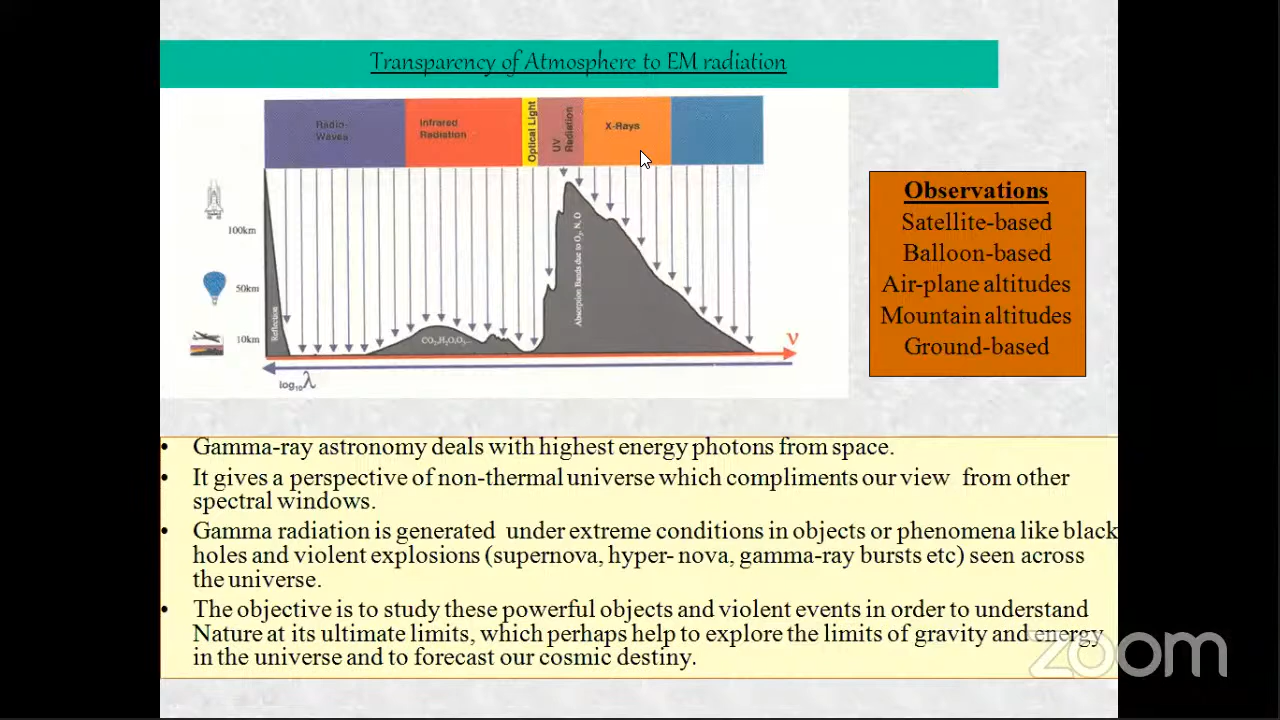 Transparency of Atmosphere to EM radiation
Radio-
Waves
Infrared
Radiation
Optical Light
UV
Radiation
X-Rays
100km
50km
10km
Reflection
CO₂,H₂O,O₃...
Absorption Bands due to O₃, N, O
ν
log₁₀λ
Observations
Satellite-based
Balloon-based
Air-plane altitudes
Mountain altitudes
Ground-based
• Gamma-ray astronomy deals with highest energy photons from space.
• It gives a perspective of non-thermal universe which compliments our view from other
spectral windows.
• Gamma radiation is generated under extreme conditions in objects or phenomena like black
holes and violent explosions (supernova, hyper- nova, gamma-ray bursts etc) seen across
the universe.
• The objective is to study these powerful objects and violent events in order to understand
Nature at its ultimate limits, which perhaps help to explore the limits of gravity and energy
in the universe and to forecast our cosmic destiny.
zoom